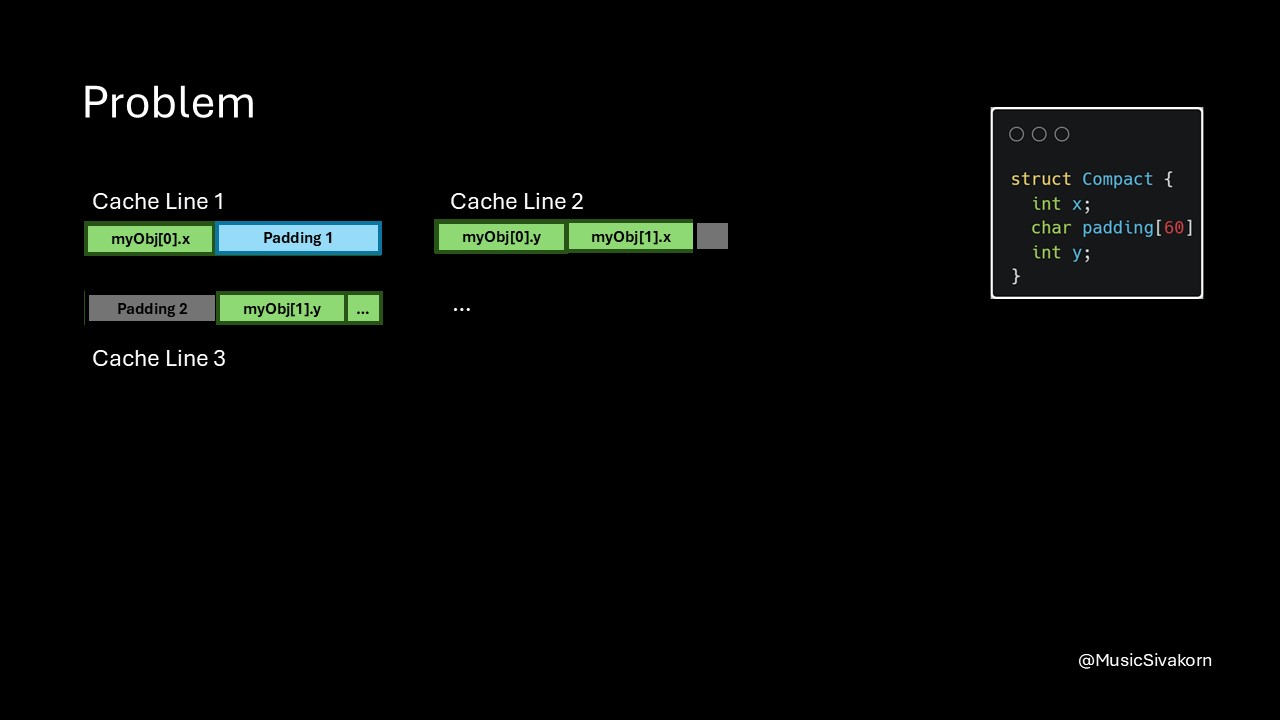 Problem
Cache Line 1
myObj[0].x
Padding 1
Cache Line 2
myObj[0].y
myObj[1].x
Padding 2
myObj[1].y
...
...
Cache Line 3
struct Compact {
int x;
char padding[60]
int y;
}
@MusicSivakorn